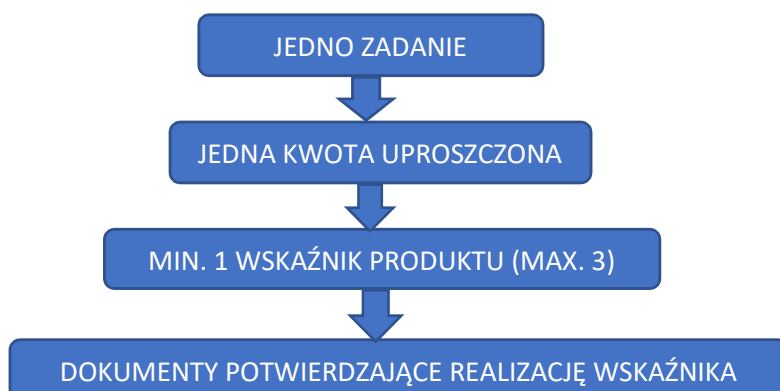 JEDNO ZADANIE
JEDNA KWOTA UPROSZCZONA
MIN. 1 WSKAŹNIK PRODUKTU (MAX. 3)
DOKUMENTY POTWIERDZAJĄCE REALIZACJĘ WSKAŹNIKA